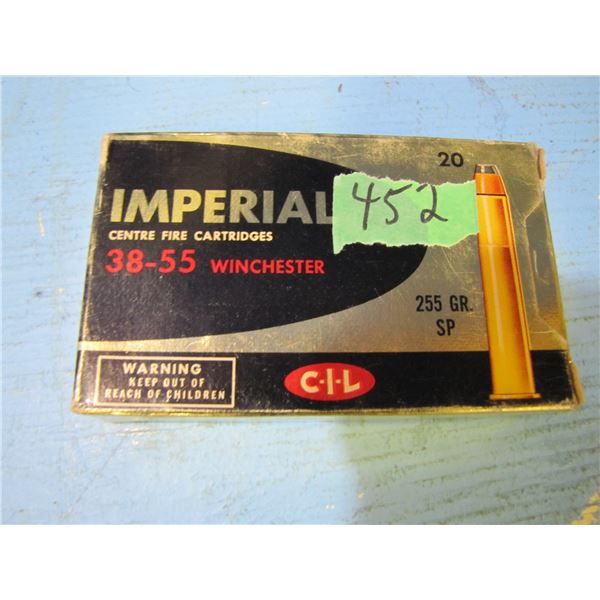 20
IMPERIAL
452
CENTRE FIRE CARTRIDGES
38-55 WINCHESTER
255 GR.
SP
WARNING
KEEP OUT OF
REACH OF CHILDREN
C-I-L